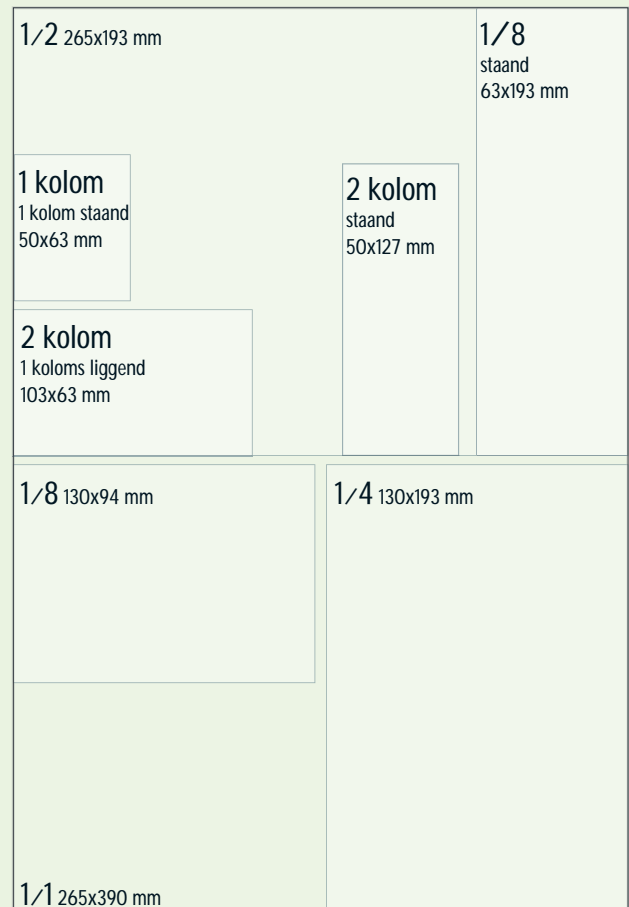 1/2 265x193 mm
1/8
staand
63x193 mm
1 kolom
1 kolom staand
50x63 mm
2 kolom
staand
50x127 mm
2 kolom
1 koloms liggend
103x63 mm
1/8 130x94 mm
1/4 130x193 mm
1/1 265x390 mm